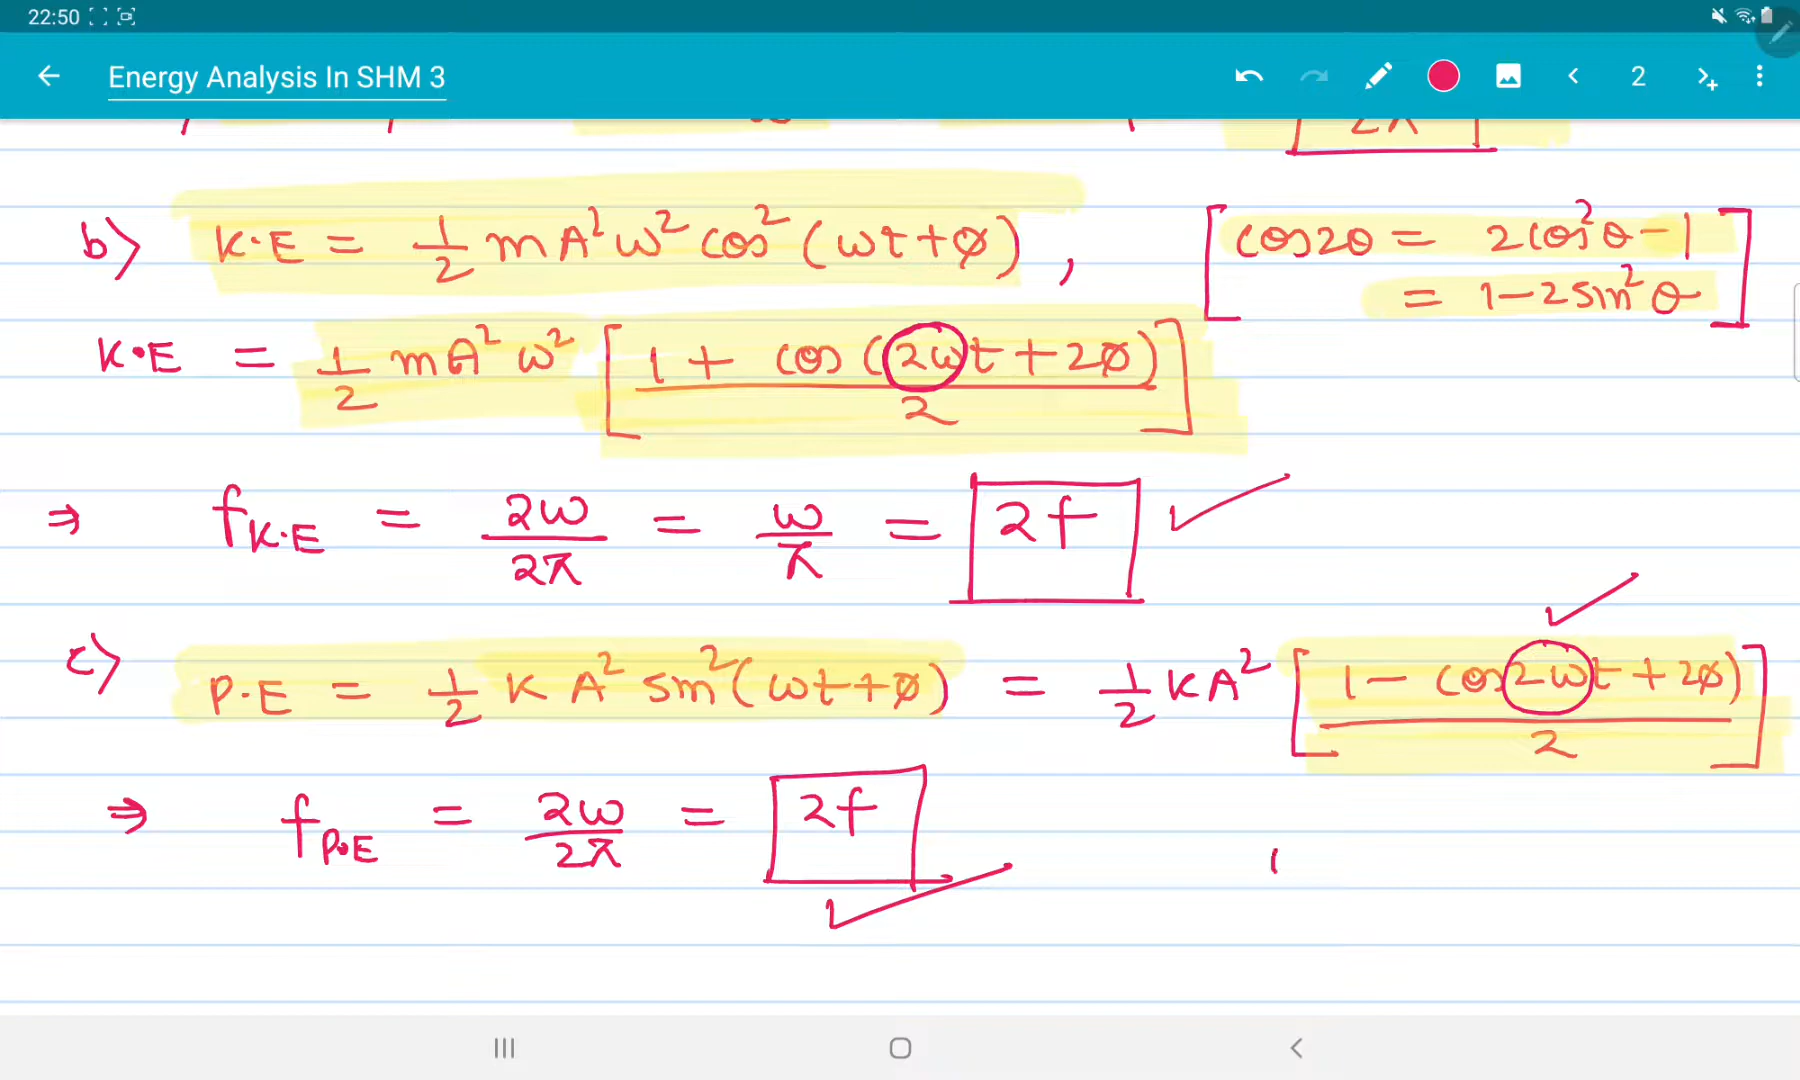 22:50
Energy Analysis In SHM 3
2
2π
b) K.E = 1/2 mA²ω² cos² (ωt+φ) , [cos2θ = 2cos²θ-1
= 1-2sin²θ]
K.E = 1/2 mA²ω² [1 + cos (2ωt+2φ) / 2]
⇒ f_K.E = 2ω/2π = ω/π = 2f ✓
c) P.E = 1/2 KA² sin²(ωt+φ) = 1/2 KA² [1- cos2ωt+2φ) / 2] ✓
⇒ f_P.E = 2ω/2π = 2f ✓